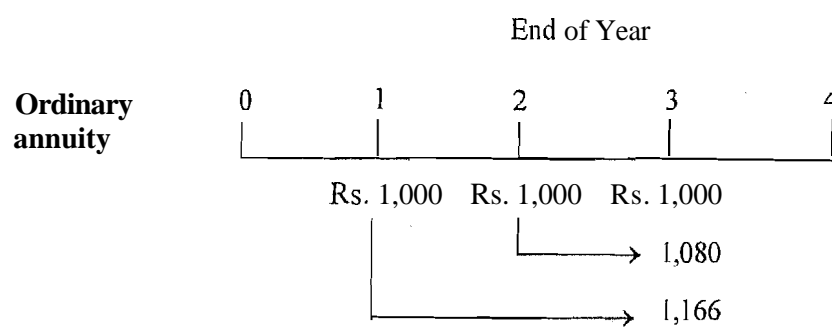 End of Year
Ordinary 0 1 2 3 4
annuity
Rs. 1,000 Rs. 1,000 Rs. 1,000
1,080
1,166